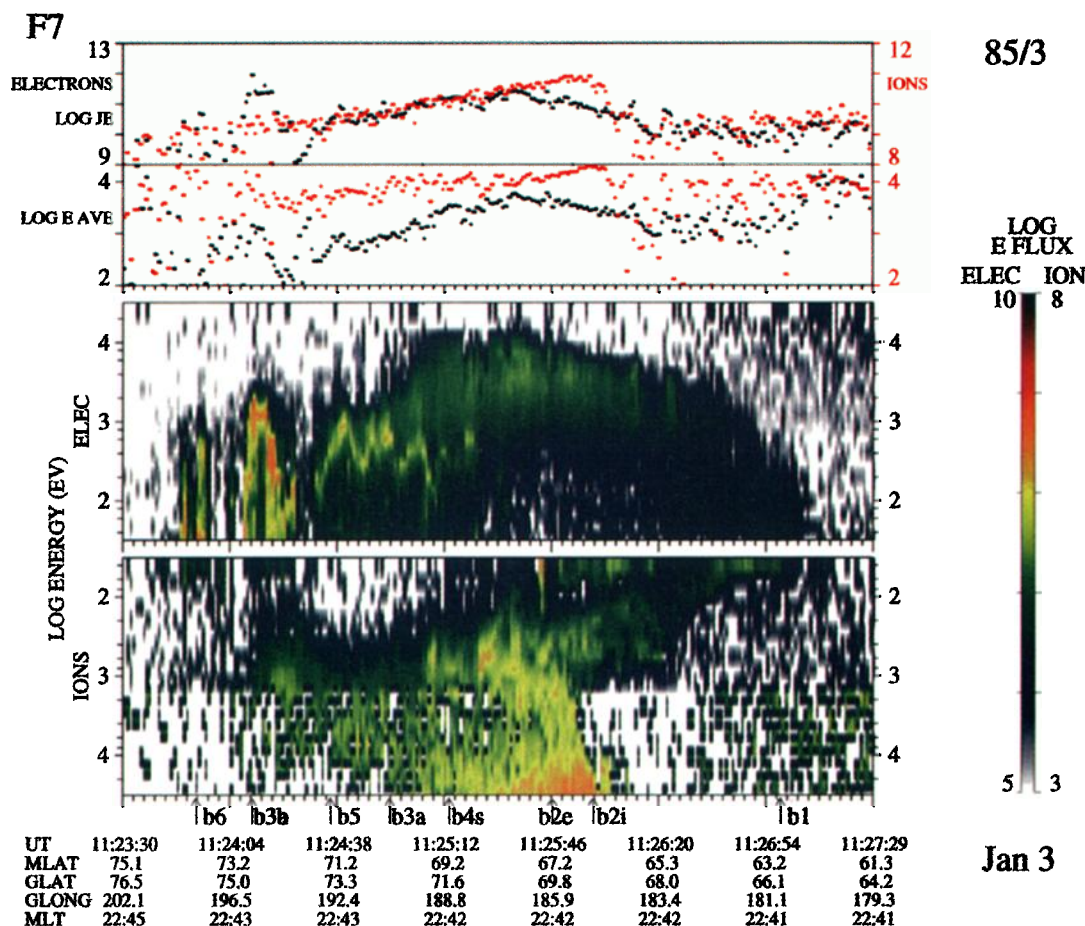 F7
85/3
13 12
ELECTRONS IONS
LOG JE
9 8
4 4
LOG E AVE
2 2
LOG
E FLUX
ELEC ION
10 8
4 4
3 3
2 2
ELEC
LOG ENERGY (EV)
2 2
3 3
4 4
IONS
5 3
b6 b3b b5 b3a b4s b2e b2i b1
UT 11:23:30 11:24:04 11:24:38 11:25:12 11:25:46 11:26:20 11:26:54 11:27:29
MLAT 75.1 73.2 71.2 69.2 67.2 65.3 63.2 61.3
GLAT 76.5 75.0 73.3 71.6 69.8 68.0 66.1 64.2
GLONG 202.1 196.5 192.4 188.8 185.9 183.4 181.1 179.3
MLT 22:45 22:43 22:43 22:42 22:42 22:42 22:41 22:41
Jan 3